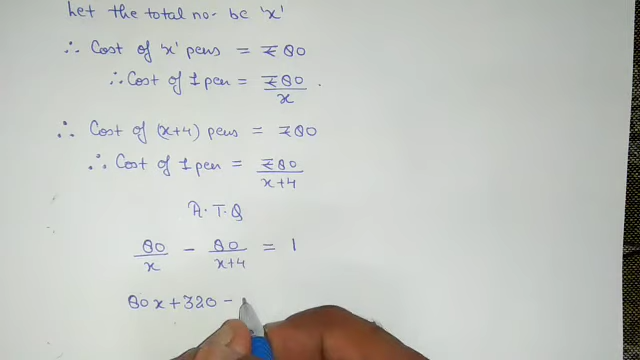 Let the total no- be 'x'
∴ Cost of 'x' pens = ₹80
∴ Cost of 1 pen = ₹80/x .
∴ Cost of (x+4) pens = ₹80
∴ Cost of 1 pen = ₹80/x+4
A.T.Q
80/x - 80/x+4 = 1
80x + 320 -